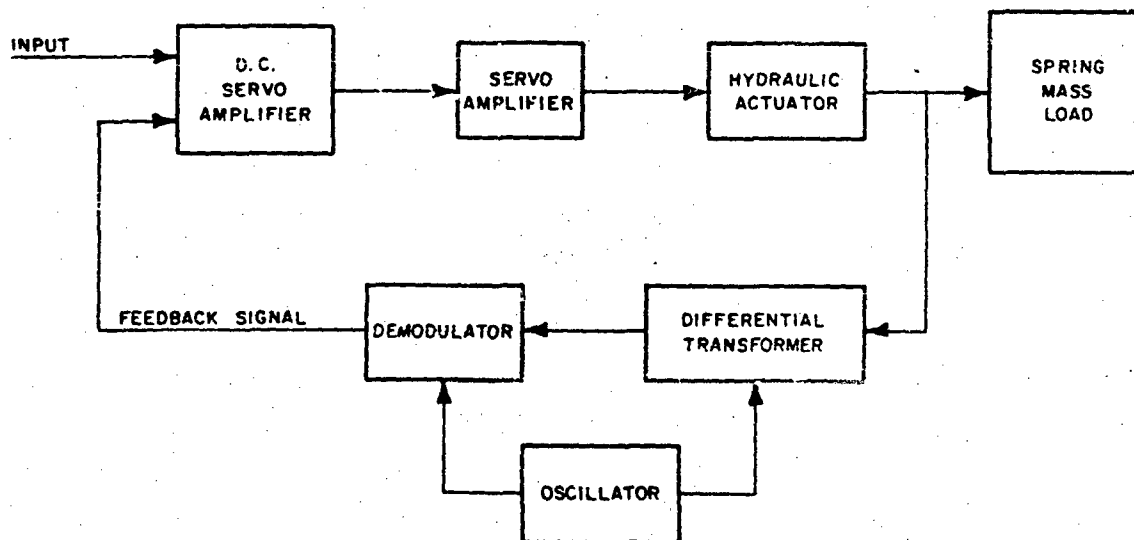 INPUT
D.C.
SERVO
AMPLIFIER
SERVO
AMPLIFIER
HYDRAULIC
ACTUATOR
SPRING
MASS
LOAD
FEEDBACK SIGNAL
DEMODULATOR
DIFFERENTIAL
TRANSFORMER
OSCILLATOR